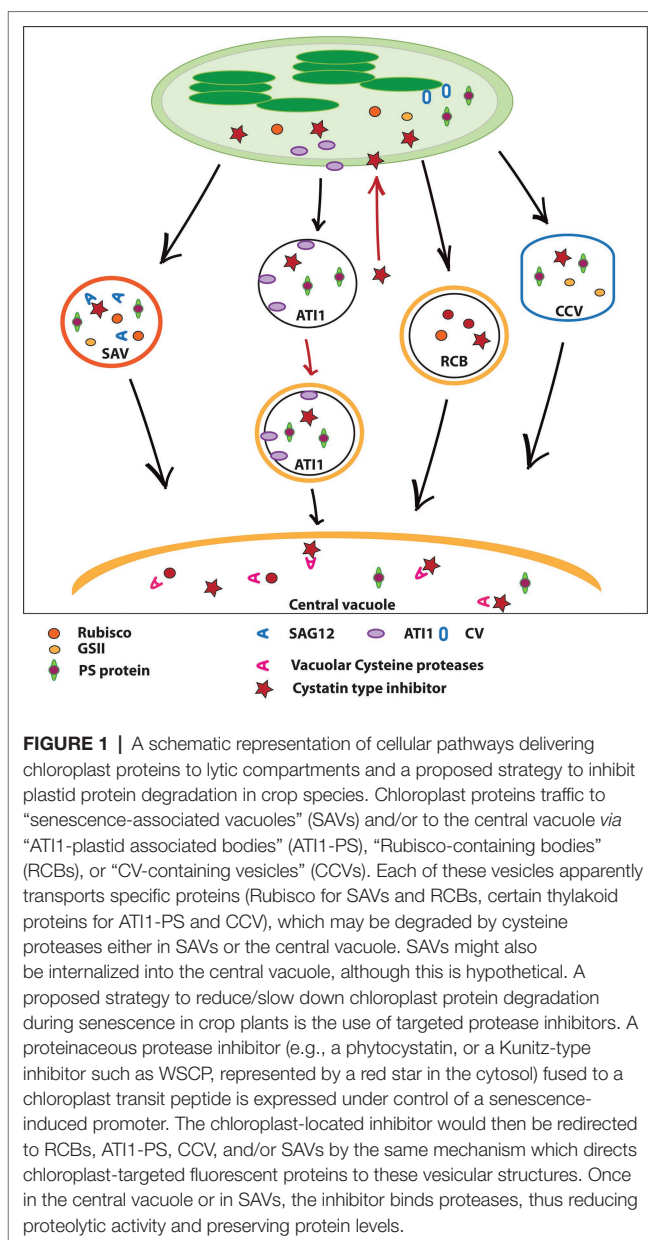 SAV
ATI1
RCB
CCV
ATI1
Central vacuole
Rubisco
GSII
PS protein
SAG12
ATI1
CV
Vacuolar Cysteine proteases
Cystatin type inhibitor
FIGURE 1 | A schematic representation of cellular pathways delivering
chloroplast proteins to lytic compartments and a proposed strategy to inhibit
plastid protein degradation in crop species. Chloroplast proteins traffic to
“senescence-associated vacuoles” (SAVs) and/or to the central vacuole via
“ATI1-plastid associated bodies” (ATI1-PS), “Rubisco-containing bodies”
(RCBs), or “CV-containing vesicles” (CCVs). Each of these vesicles apparently
transports specific proteins (Rubisco for SAVs and RCBs, certain thylakoid
proteins for ATI1-PS and CCV), which may be degraded by cysteine
proteases either in SAVs or the central vacuole. SAVs might also
be internalized into the central vacuole, although this is hypothetical. A
proposed strategy to reduce/slow down chloroplast protein degradation
during senescence in crop plants is the use of targeted protease inhibitors. A
proteinaceous protease inhibitor (e.g., a phytocystatin, or a Kunitz-type
inhibitor such as WSCP, represented by a red star in the cytosol) fused to a
chloroplast transit peptide is expressed under control of a senescence-
induced promoter. The chloroplast-located inhibitor would then be redirected
to RCBs, ATI1-PS, CCV, and/or SAVs by the same mechanism which directs
chloroplast-targeted fluorescent proteins to these vesicular structures. Once
in the central vacuole or in SAVs, the inhibitor binds proteases, thus reducing
proteolytic activity and preserving protein levels.